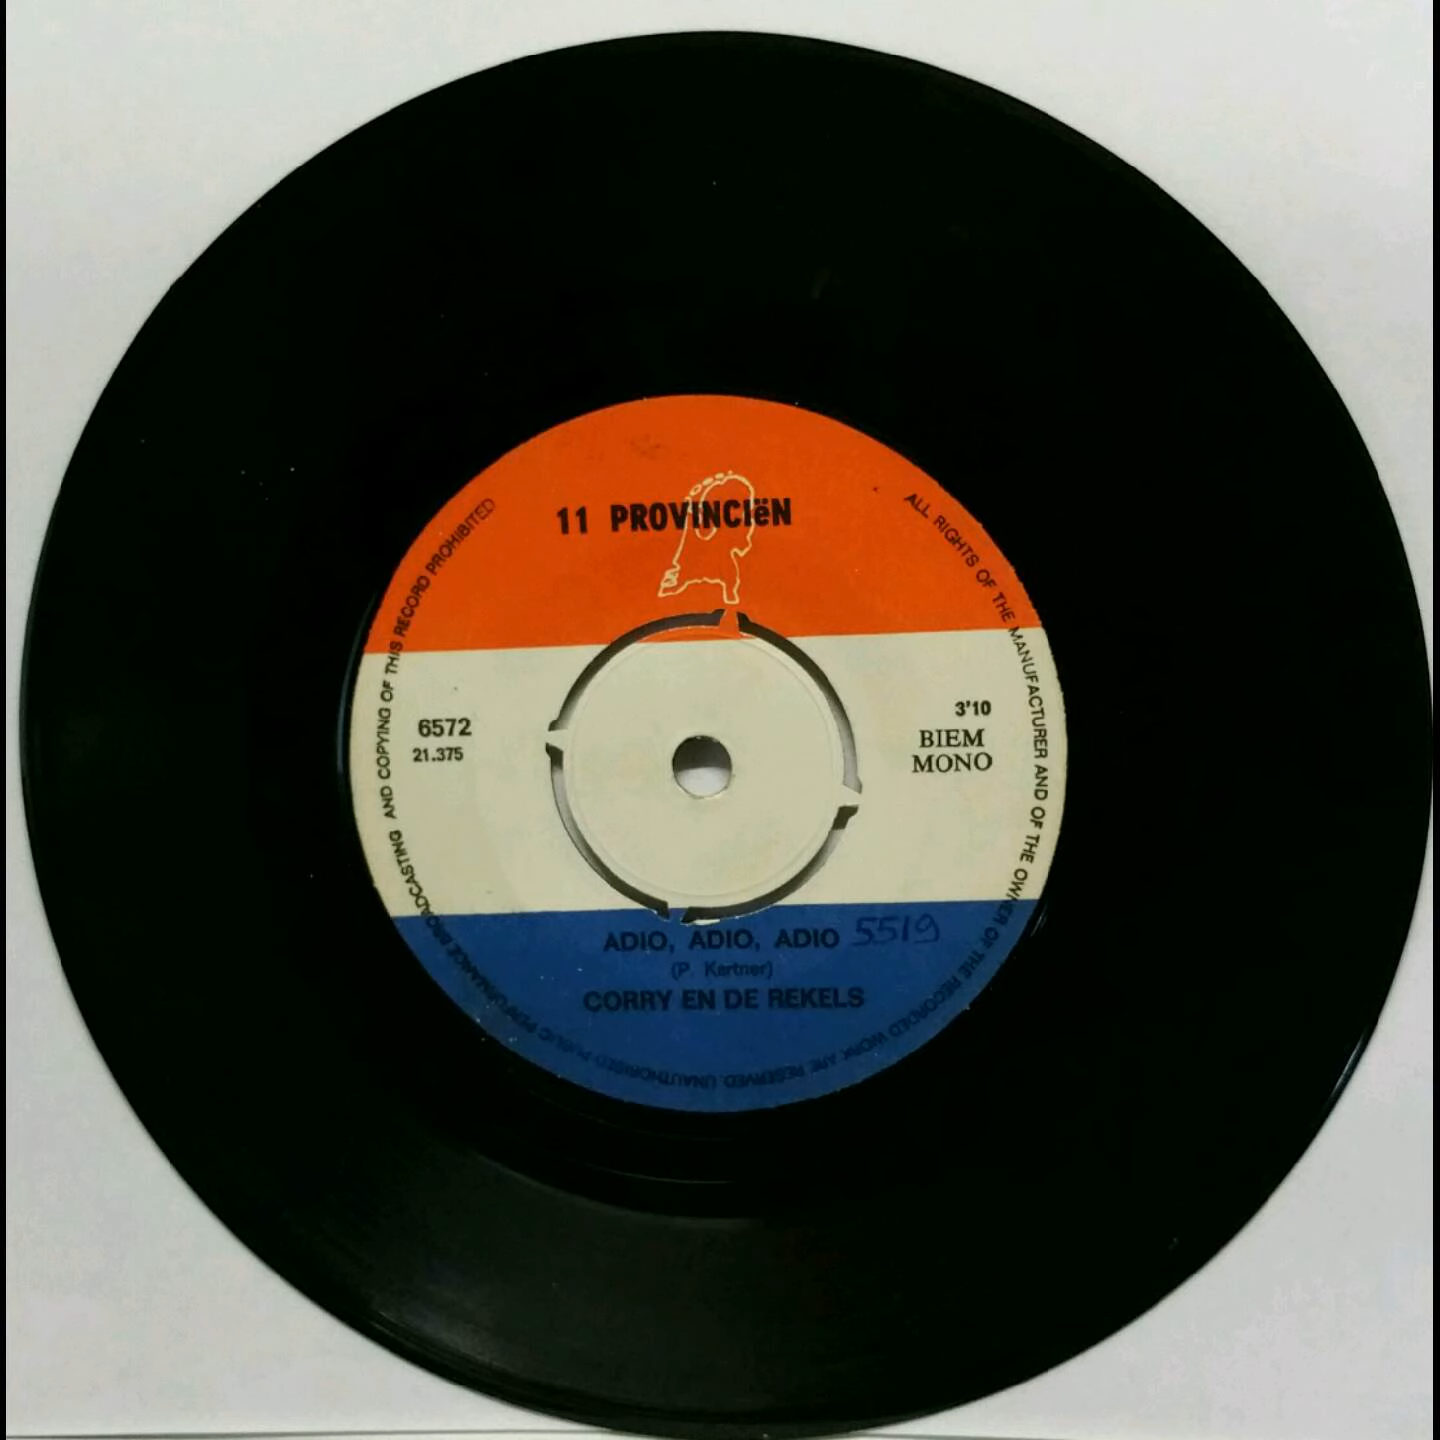 11 PROVINCIëN
6572
21.375
3'10
BIEM
MONO
ADIO, ADIO, ADIO 5519
(P. Kartner)
CORRY EN DE REKELS
ALL RIGHTS OF THE MANUFACTURER AND OF THE OWNER OF THE RECORDED WORK ARE RESERVED. UNAUTHORISED PUBLIC PERFORMANCE BROADCASTING AND COPYING OF THIS RECORD PROHIBITED